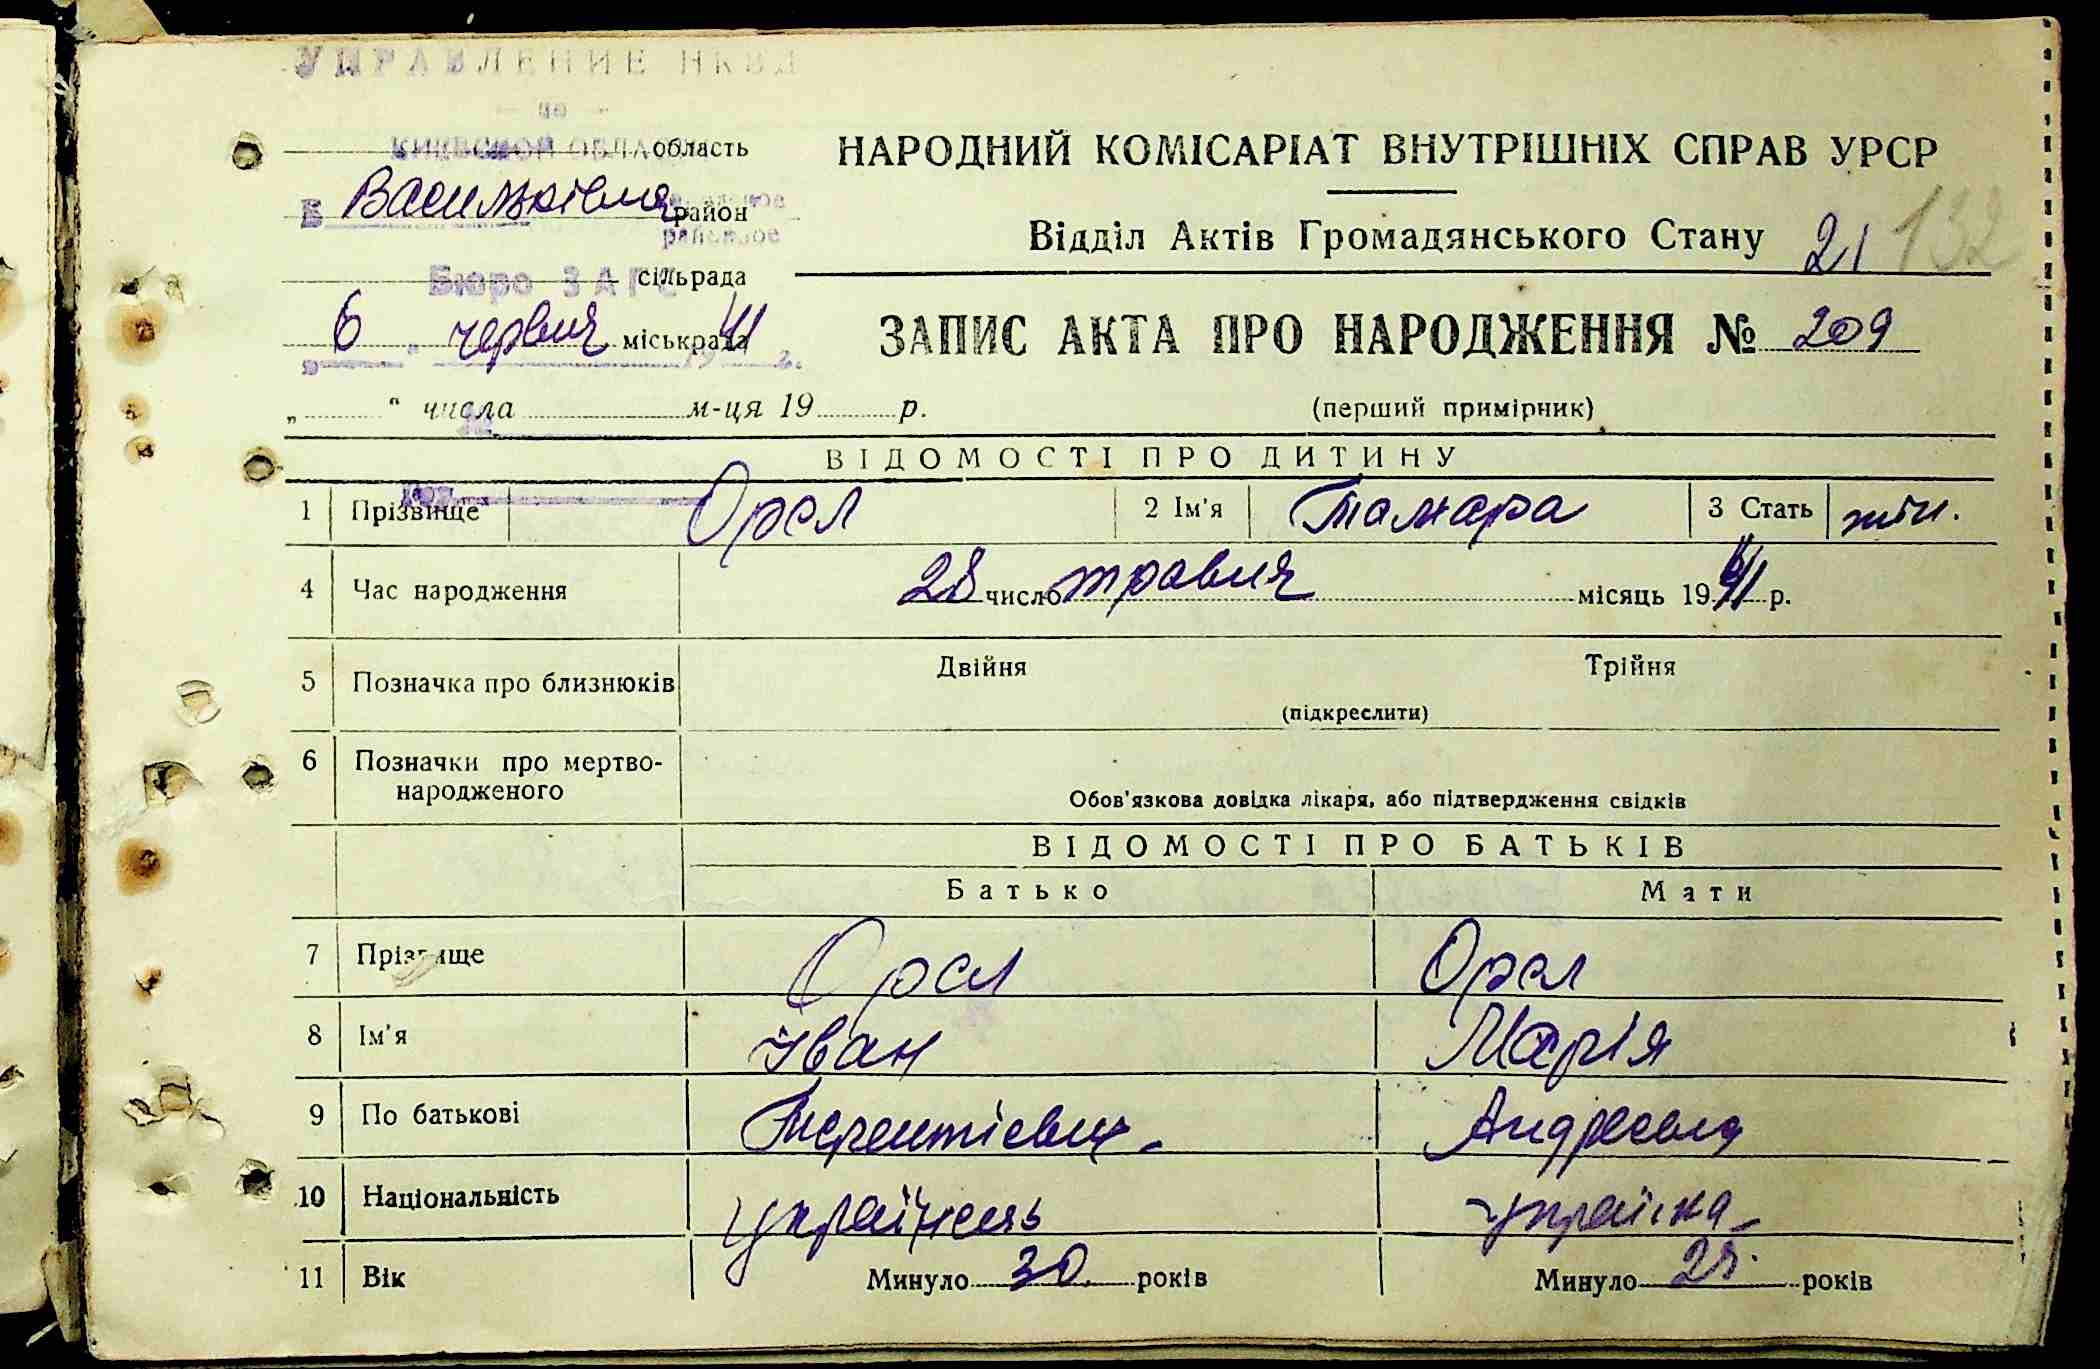 УПРАВЛЕНИЕ НКВД
по
КИЕВСКОЙ ОБЛА область
НАРОДНИЙ КОМІСАРІАТ ВНУТРІШНІХ СПРАВ УРСР
район
районное
Відділ Актів Громадянського Стану 21 132
Бюро ЗАГС сільрада
6 червня міськрада 41
ЗАПИС АКТА ПРО НАРОДЖЕННЯ № 209
„ “ числа м-ця 19 р.
(перший примірник)
ВІДОМОСТІ ПРО ДИТИНУ
1 Прізвище Орел 2 Ім'я Тамара 3 Стать жін.
4 Час народження 28 число травня місяць 1941 р.
5 Позначка про близнюків Двійня Трійня
(підкреслити)
6 Позначки про мертво-
народженого
Обов'язкова довідка лікаря, або підтвердження свідків
ВІДОМОСТІ ПРО БАТЬКІВ
Батько Мати
7 Прізвище Орел Орел
8 Ім'я Іван Марія
9 По батькові Терентієвич Андреевна
10 Національність українець українка
11 Вік Минуло 30 років Минуло років